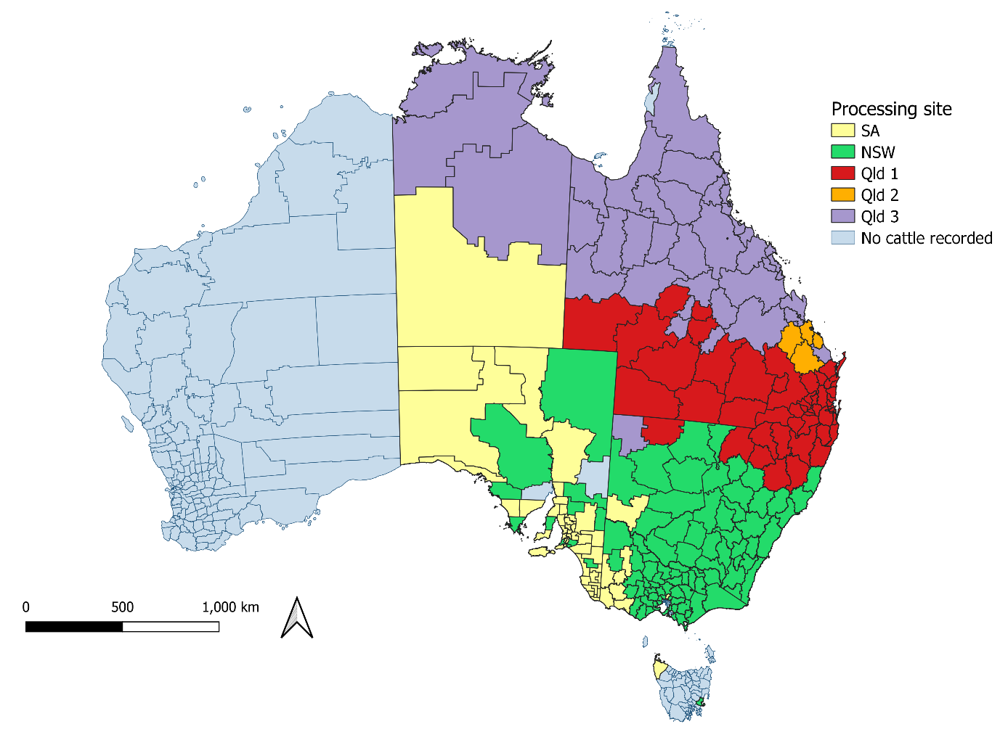 Processing site
SA
NSW
Qld 1
Qld 2
Qld 3
No cattle recorded
0 500 1,000 km